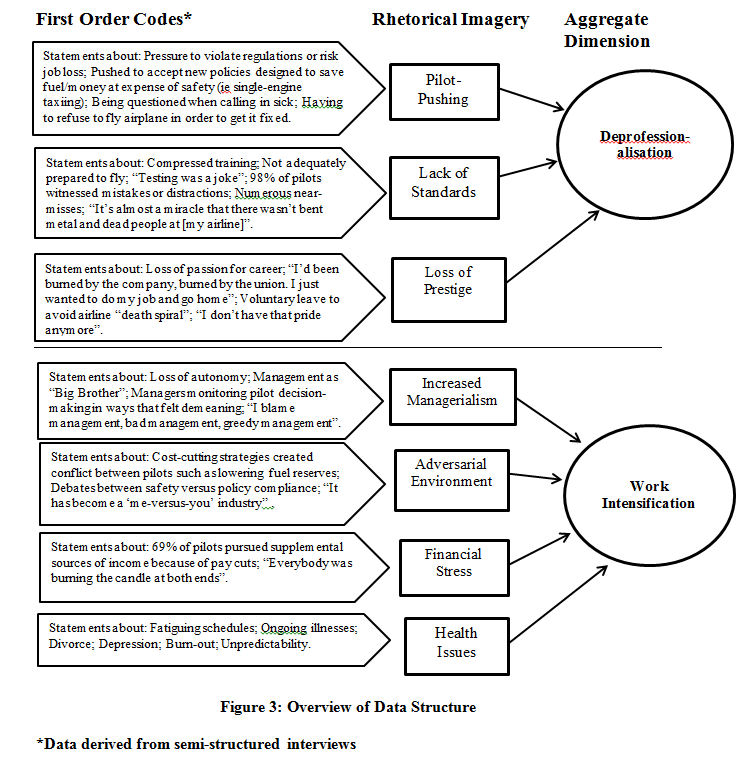 First Order Codes*
Rhetorical Imagery
Aggregate
Dimension
Statements about: Pressure to violate regulations or risk
job loss; Pushed to accept new policies designed to save
fuel/money at expense of safety (ie single-engine
taxiing); Being questioned when calling in sick; Having
to refuse to fly airplane in order to get it fixed.
Pilot-
Pushing
Deprofession-
alisation
Statements about: Compressed training; Not adequately
prepared to fly; “Testing was a joke”; 98% of pilots
witnessed mistakes or distractions; Numerous near-
misses; “It’s almost a miracle that there wasn’t bent
metal and dead people at [my airline]”.
Lack of
Standards
Statements about: Loss of passion for career; “I’d been
burned by the company, burned by the union. I just
wanted to do my job and go home”; Voluntary leave to
avoid airline “death spiral”; “I don’t have that pride
anymore”.
Loss of
Prestige
Statements about: Loss of autonomy; Management as
“Big Brother”; Managers monitoring pilot decision-
making in ways that felt demeaning; “I blame
management, bad management, greedy management”.
Increased
Managerialism
Statements about: Cost-cutting strategies created
conflict between pilots such as lowering fuel reserves;
Debates between safety versus policy compliance; “It
has become a ‘me-versus-you’ industry”.
Adversarial
Environment
Work
Intensification
Statements about: 69% of pilots pursued supplemental
sources of income because of pay cuts; “Everybody was
burning the candle at both ends”.
Financial
Stress
Statements about: Fatiguing schedules; Ongoing illnesses;
Divorce; Depression; Burn-out; Unpredictability.
Health
Issues
Figure 3: Overview of Data Structure
*Data derived from semi-structured interviews